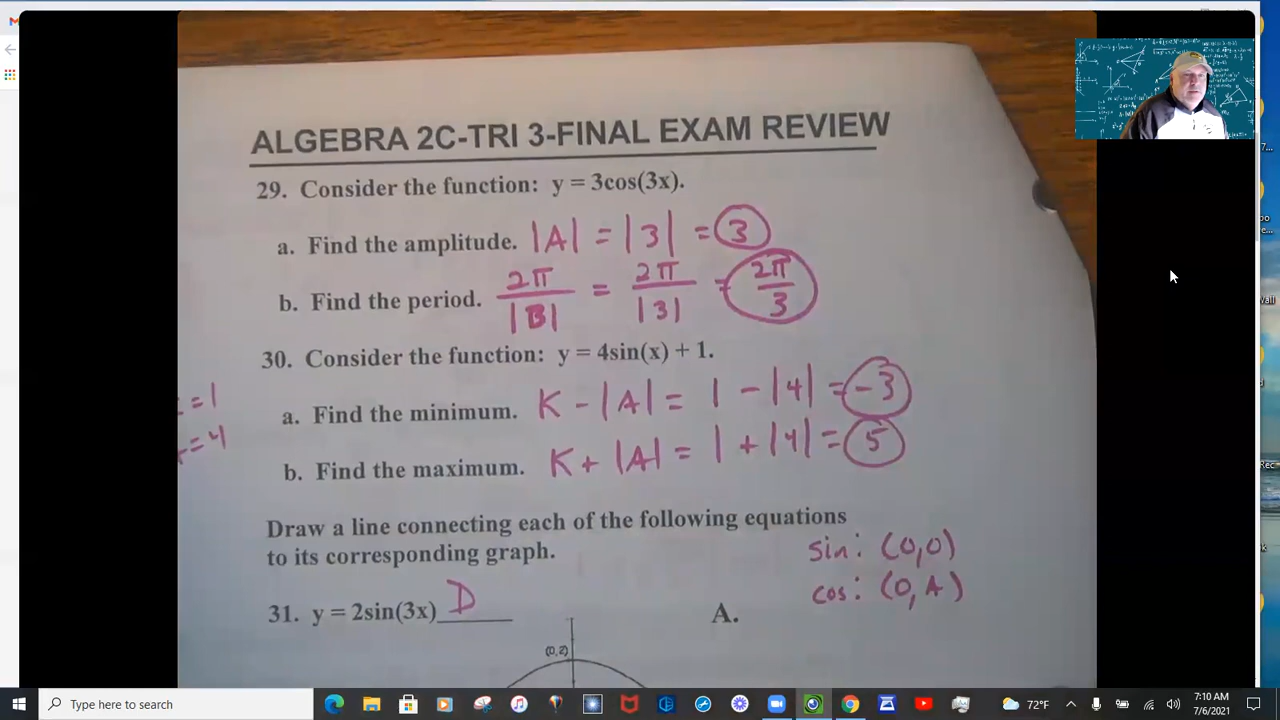 ALGEBRA 2C-TRI 3-FINAL EXAM REVIEW
29. Consider the function: y = 3cos(3x).
a. Find the amplitude. |A| = |3| = 3
b. Find the period. 2π/|B| = 2π/|3| = 2π/3
30. Consider the function: y = 4sin(x) + 1.
= 1
a. Find the minimum. K - |A| = 1 - |4| = -3
= 4
b. Find the maximum. K + |A| = 1 + |4| = 5
Draw a line connecting each of the following equations
to its corresponding graph.
sin: (0,0)
cos: (0, A)
31. y = 2sin(3x) D
A.
(0,2)
Type here to search
72°F
7:10 AM
7/6/2021